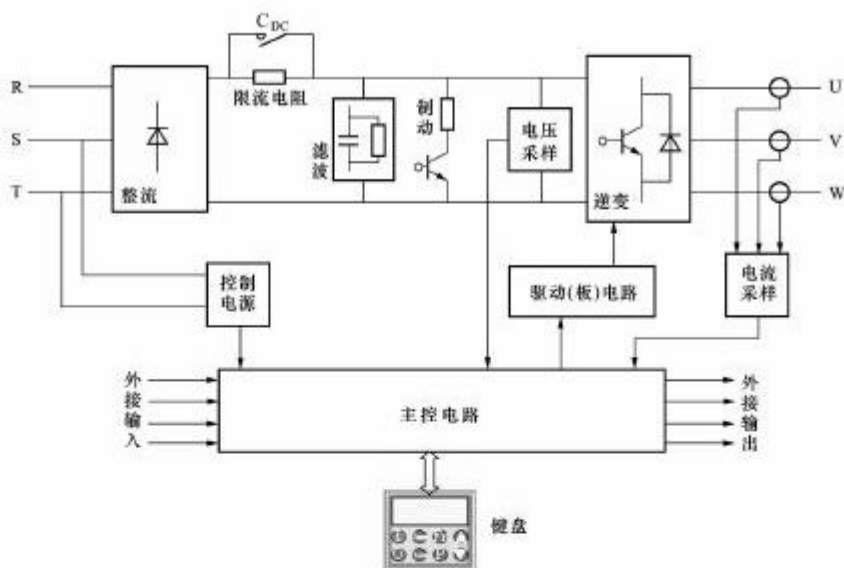 C_DC
R
S
T
限流电阻
整流
滤波
制动
电压
采样
逆变
U
V
W
控制
电源
驱动(板)电路
电流
采样
外接输入
主控电路
外接输出
键盘